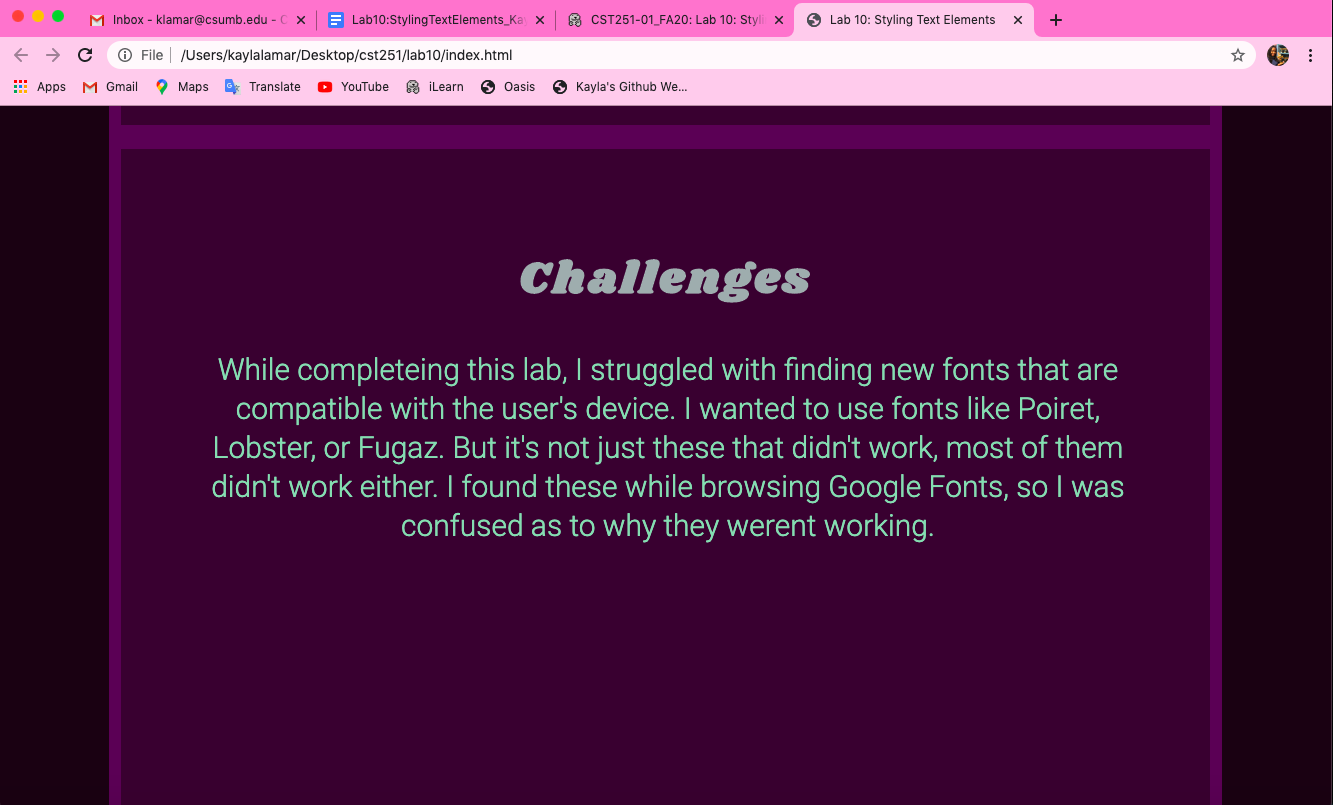 Inbox - klamar@csumb.edu - C
Lab10:StylingTextElements_Kay
CST251-01_FA20: Lab 10: Styli
Lab 10: Styling Text Elements
File
/Users/kaylalamar/Desktop/cst251/lab10/index.html
Apps
Gmail
Maps
Translate
YouTube
iLearn
Oasis
Kayla's Github We...
Challenges
While completeing this lab, I struggled with finding new fonts that are
compatible with the user's device. I wanted to use fonts like Poiret,
Lobster, or Fugaz. But it's not just these that didn't work, most of them
didn't work either. I found these while browsing Google Fonts, so I was
confused as to why they werent working.